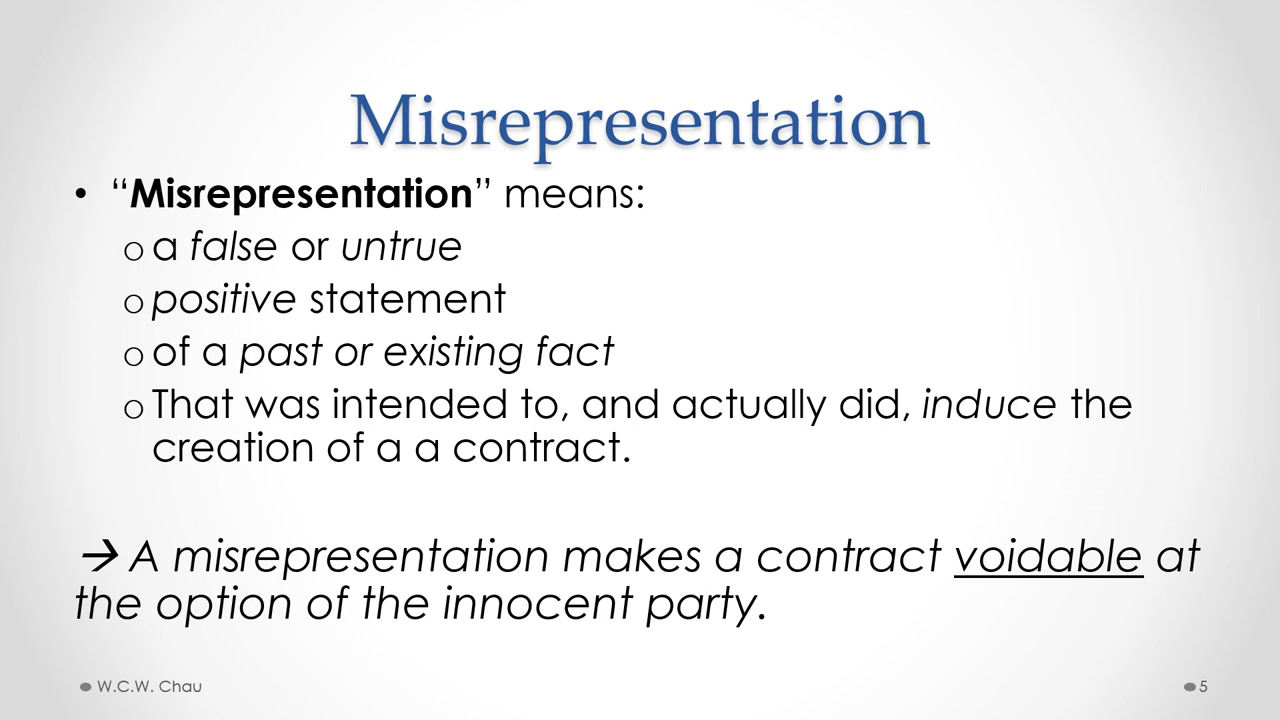 Misrepresentation
• “Misrepresentation” means:
o a false or untrue
o positive statement
o of a past or existing fact
o That was intended to, and actually did, induce the
creation of a a contract.
→ A misrepresentation makes a contract voidable at
the option of the innocent party.
W.C.W. Chau
5